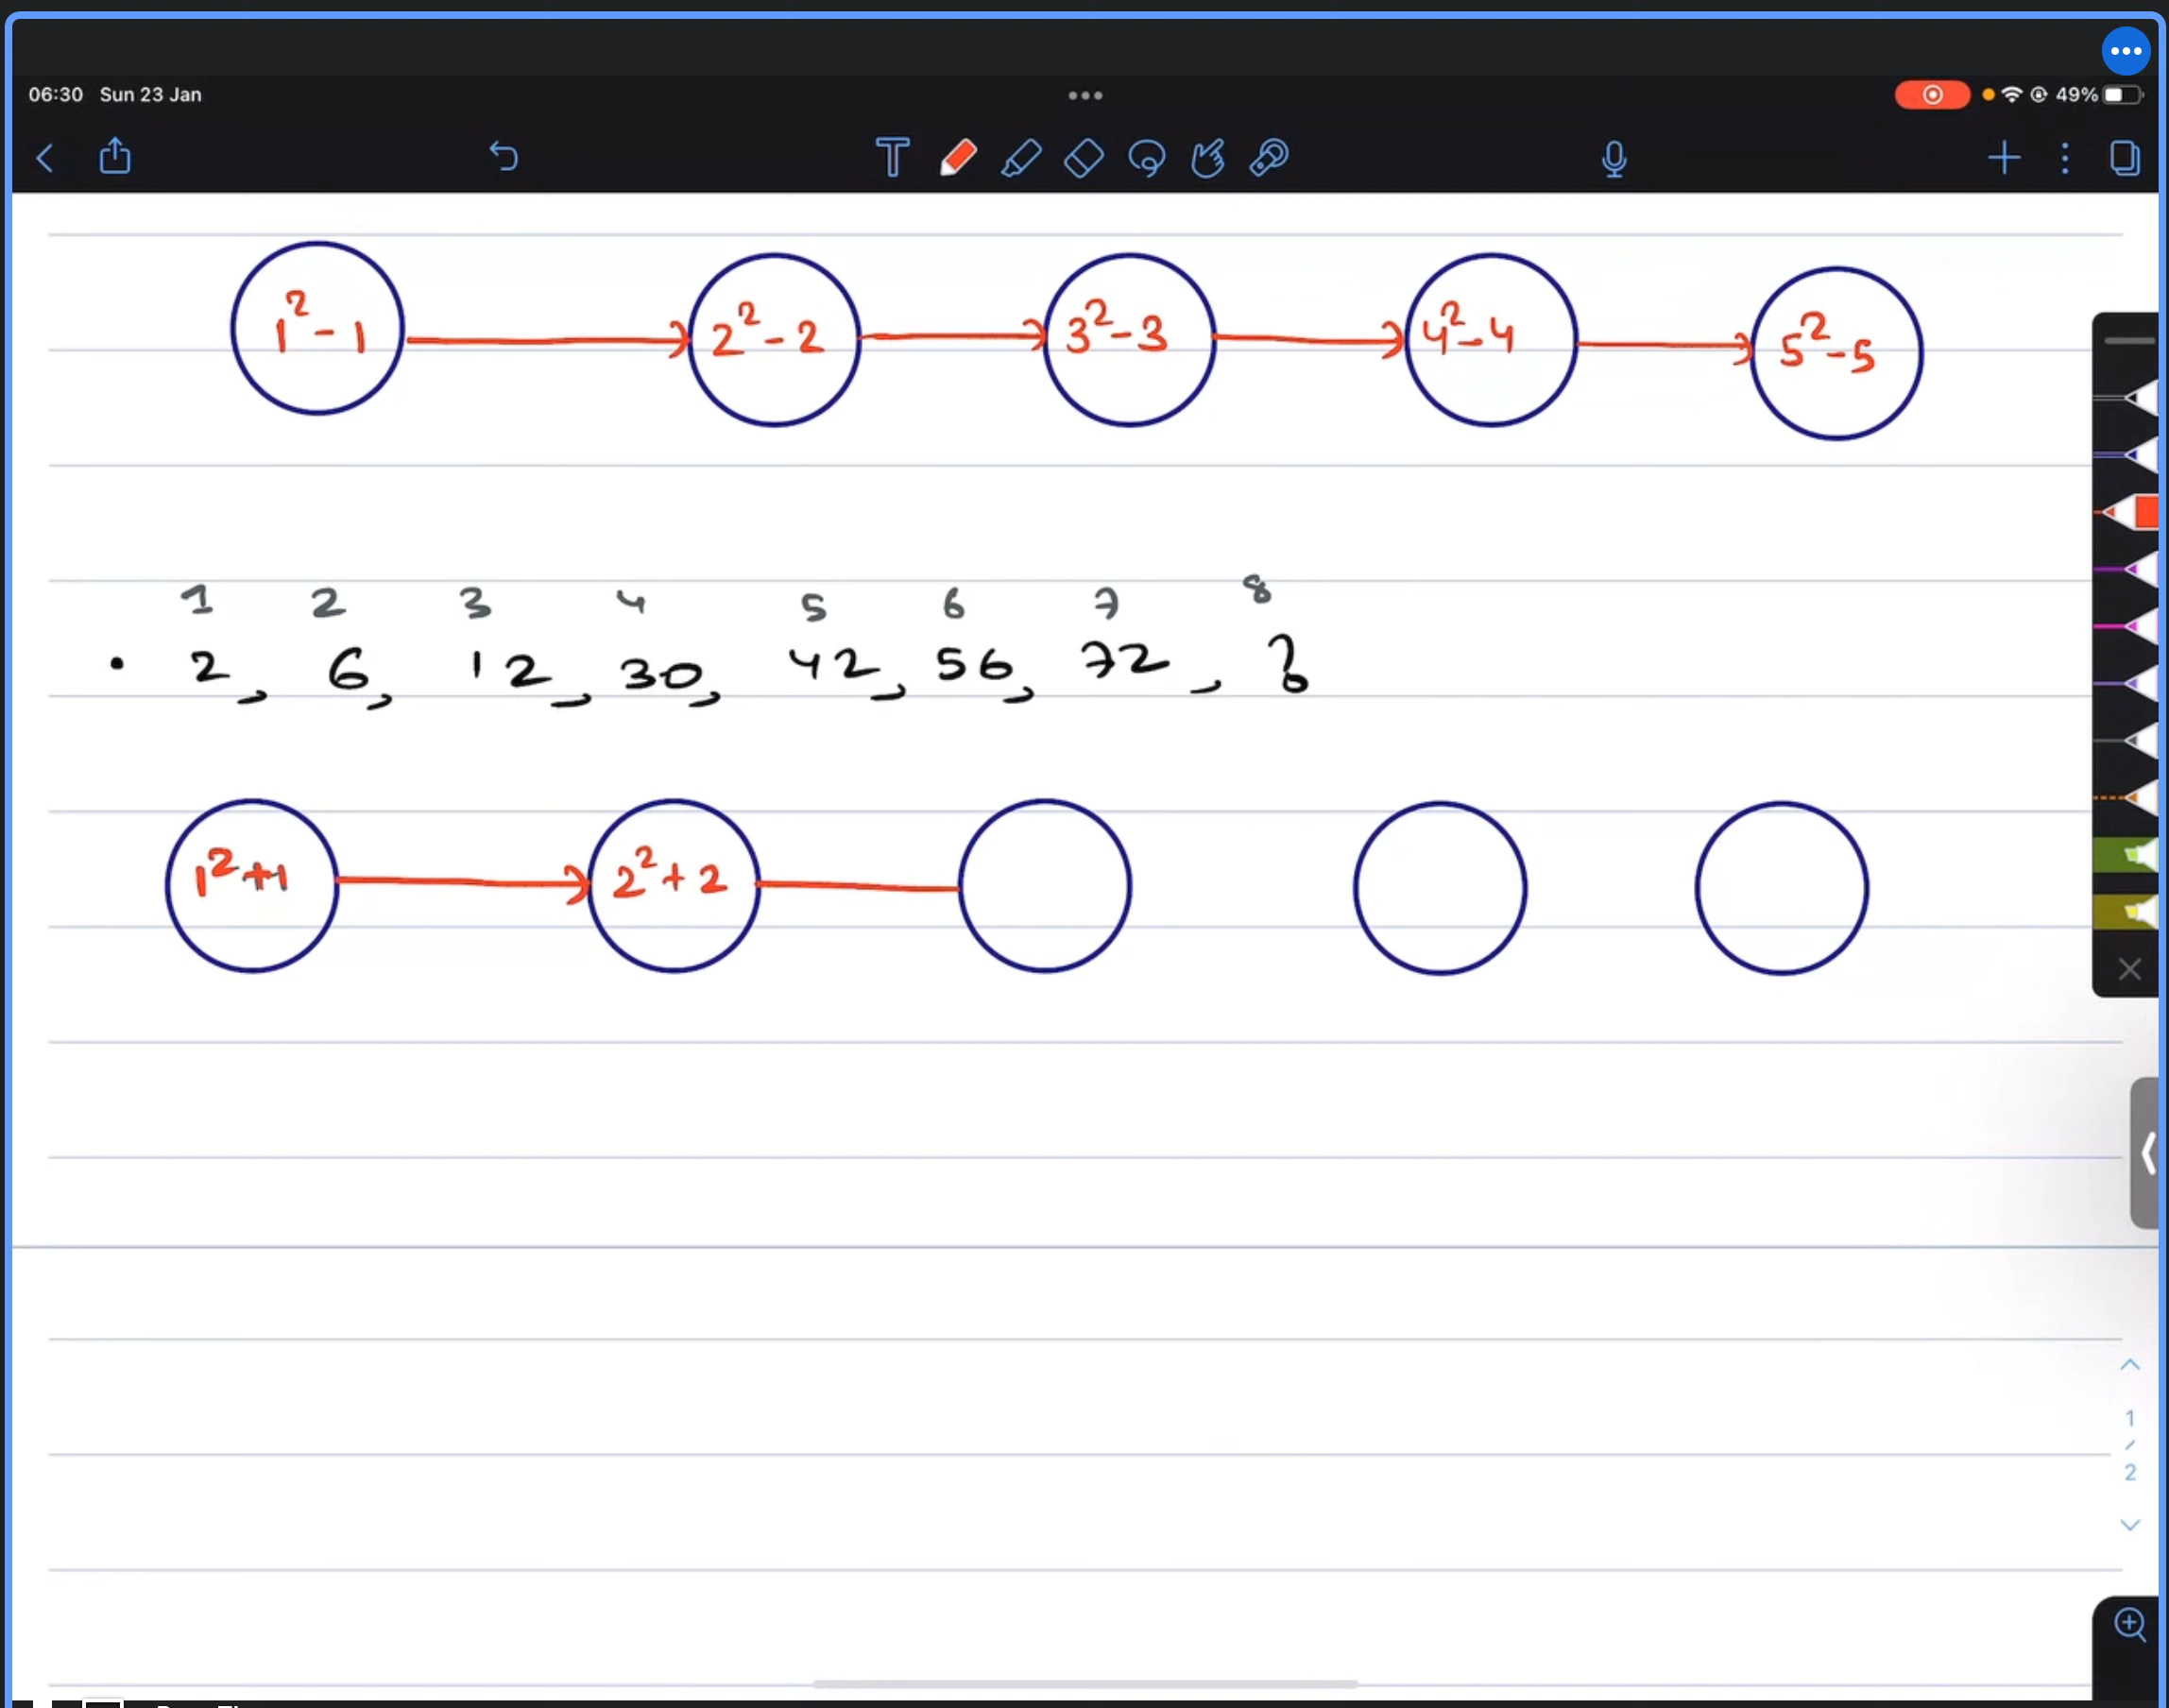 06:30 Sun 23 Jan 49%
T
1² - 1 2² - 2 3² - 3 4² - 4 5² - 5
1 2 3 4 5 6 7 8
• 2, 6, 12, 30, 42, 56, 72, ?
1² + 1 2² + 2
1
/
2